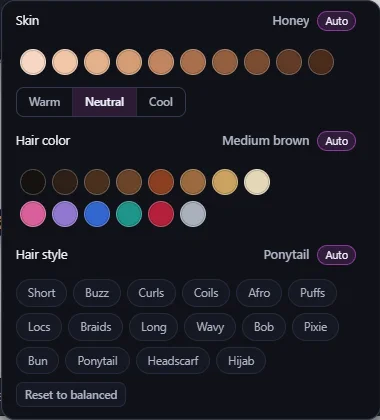 Skin Honey Auto
Warm Neutral Cool
Hair color Medium brown Auto
Hair style Ponytail Auto
Short Buzz Curls Coils Afro Puffs
Locs Braids Long Wavy Bob Pixie
Bun Ponytail Headscarf Hijab
Reset to balanced